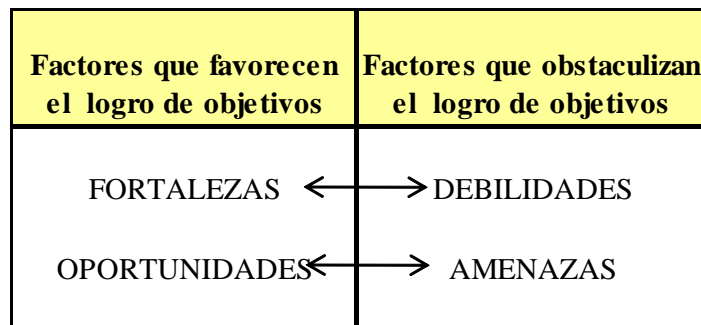 Factores que favorecen
el logro de objetivos
Factores que obstaculizan
el logro de objetivos
FORTALEZAS
DEBILIDADES
OPORTUNIDADES
AMENAZAS